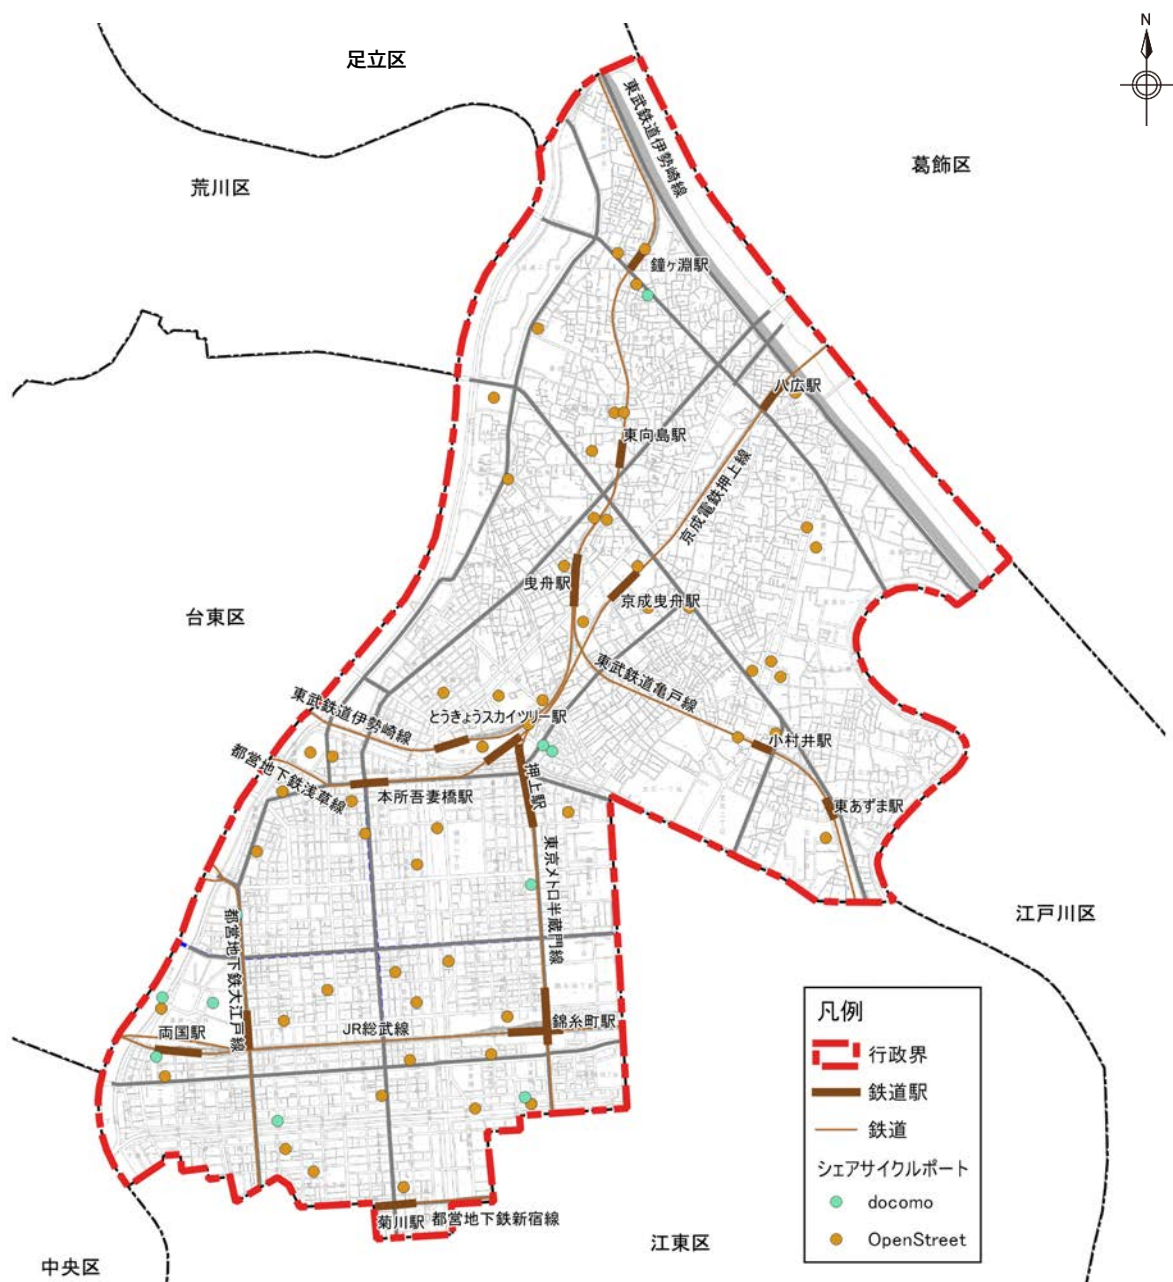 N
足立区
葛飾区
荒川区
東武鉄道伊勢崎線
鐘ヶ淵駅
八広駅
東向島駅
京成電鉄押上線
曳舟駅
京成曳舟駅
台東区
東武鉄道亀戸線
東武鉄道伊勢崎線
とうきょうスカイツリー駅
小村井駅
都営地下鉄浅草線
押上駅
本所吾妻橋駅
東あずま駅
東京メトロ半蔵門線
都営地下鉄大江戸線
江戸川区
両国駅
JR総武線
錦糸町駅
菊川駅
都営地下鉄新宿線
江東区
中央区
凡例
行政界
鉄道駅
鉄道
シェアサイクルポート
docomo
OpenStreet